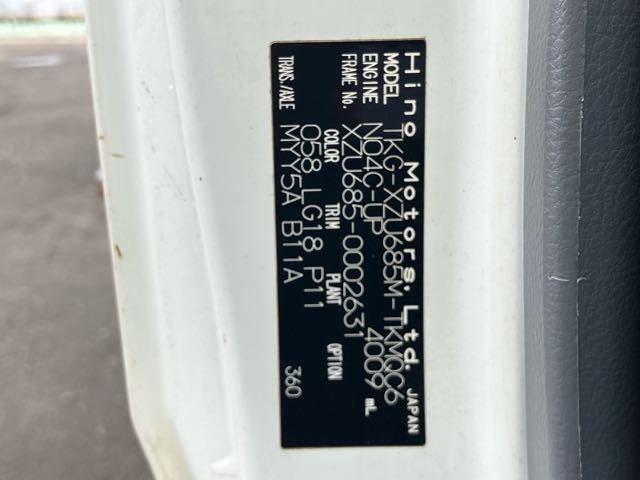 Hino Motors, Ltd. JAPAN
MODEL TKG-XZU685M-TKMQC6
ENGINE N04C-UP 4009 mL
FRAME No. XZU685-0002631
COLOR TRIM PLANT OPTION
058 LG18 P11
TRANS./AXLE MYY5A B11A 360